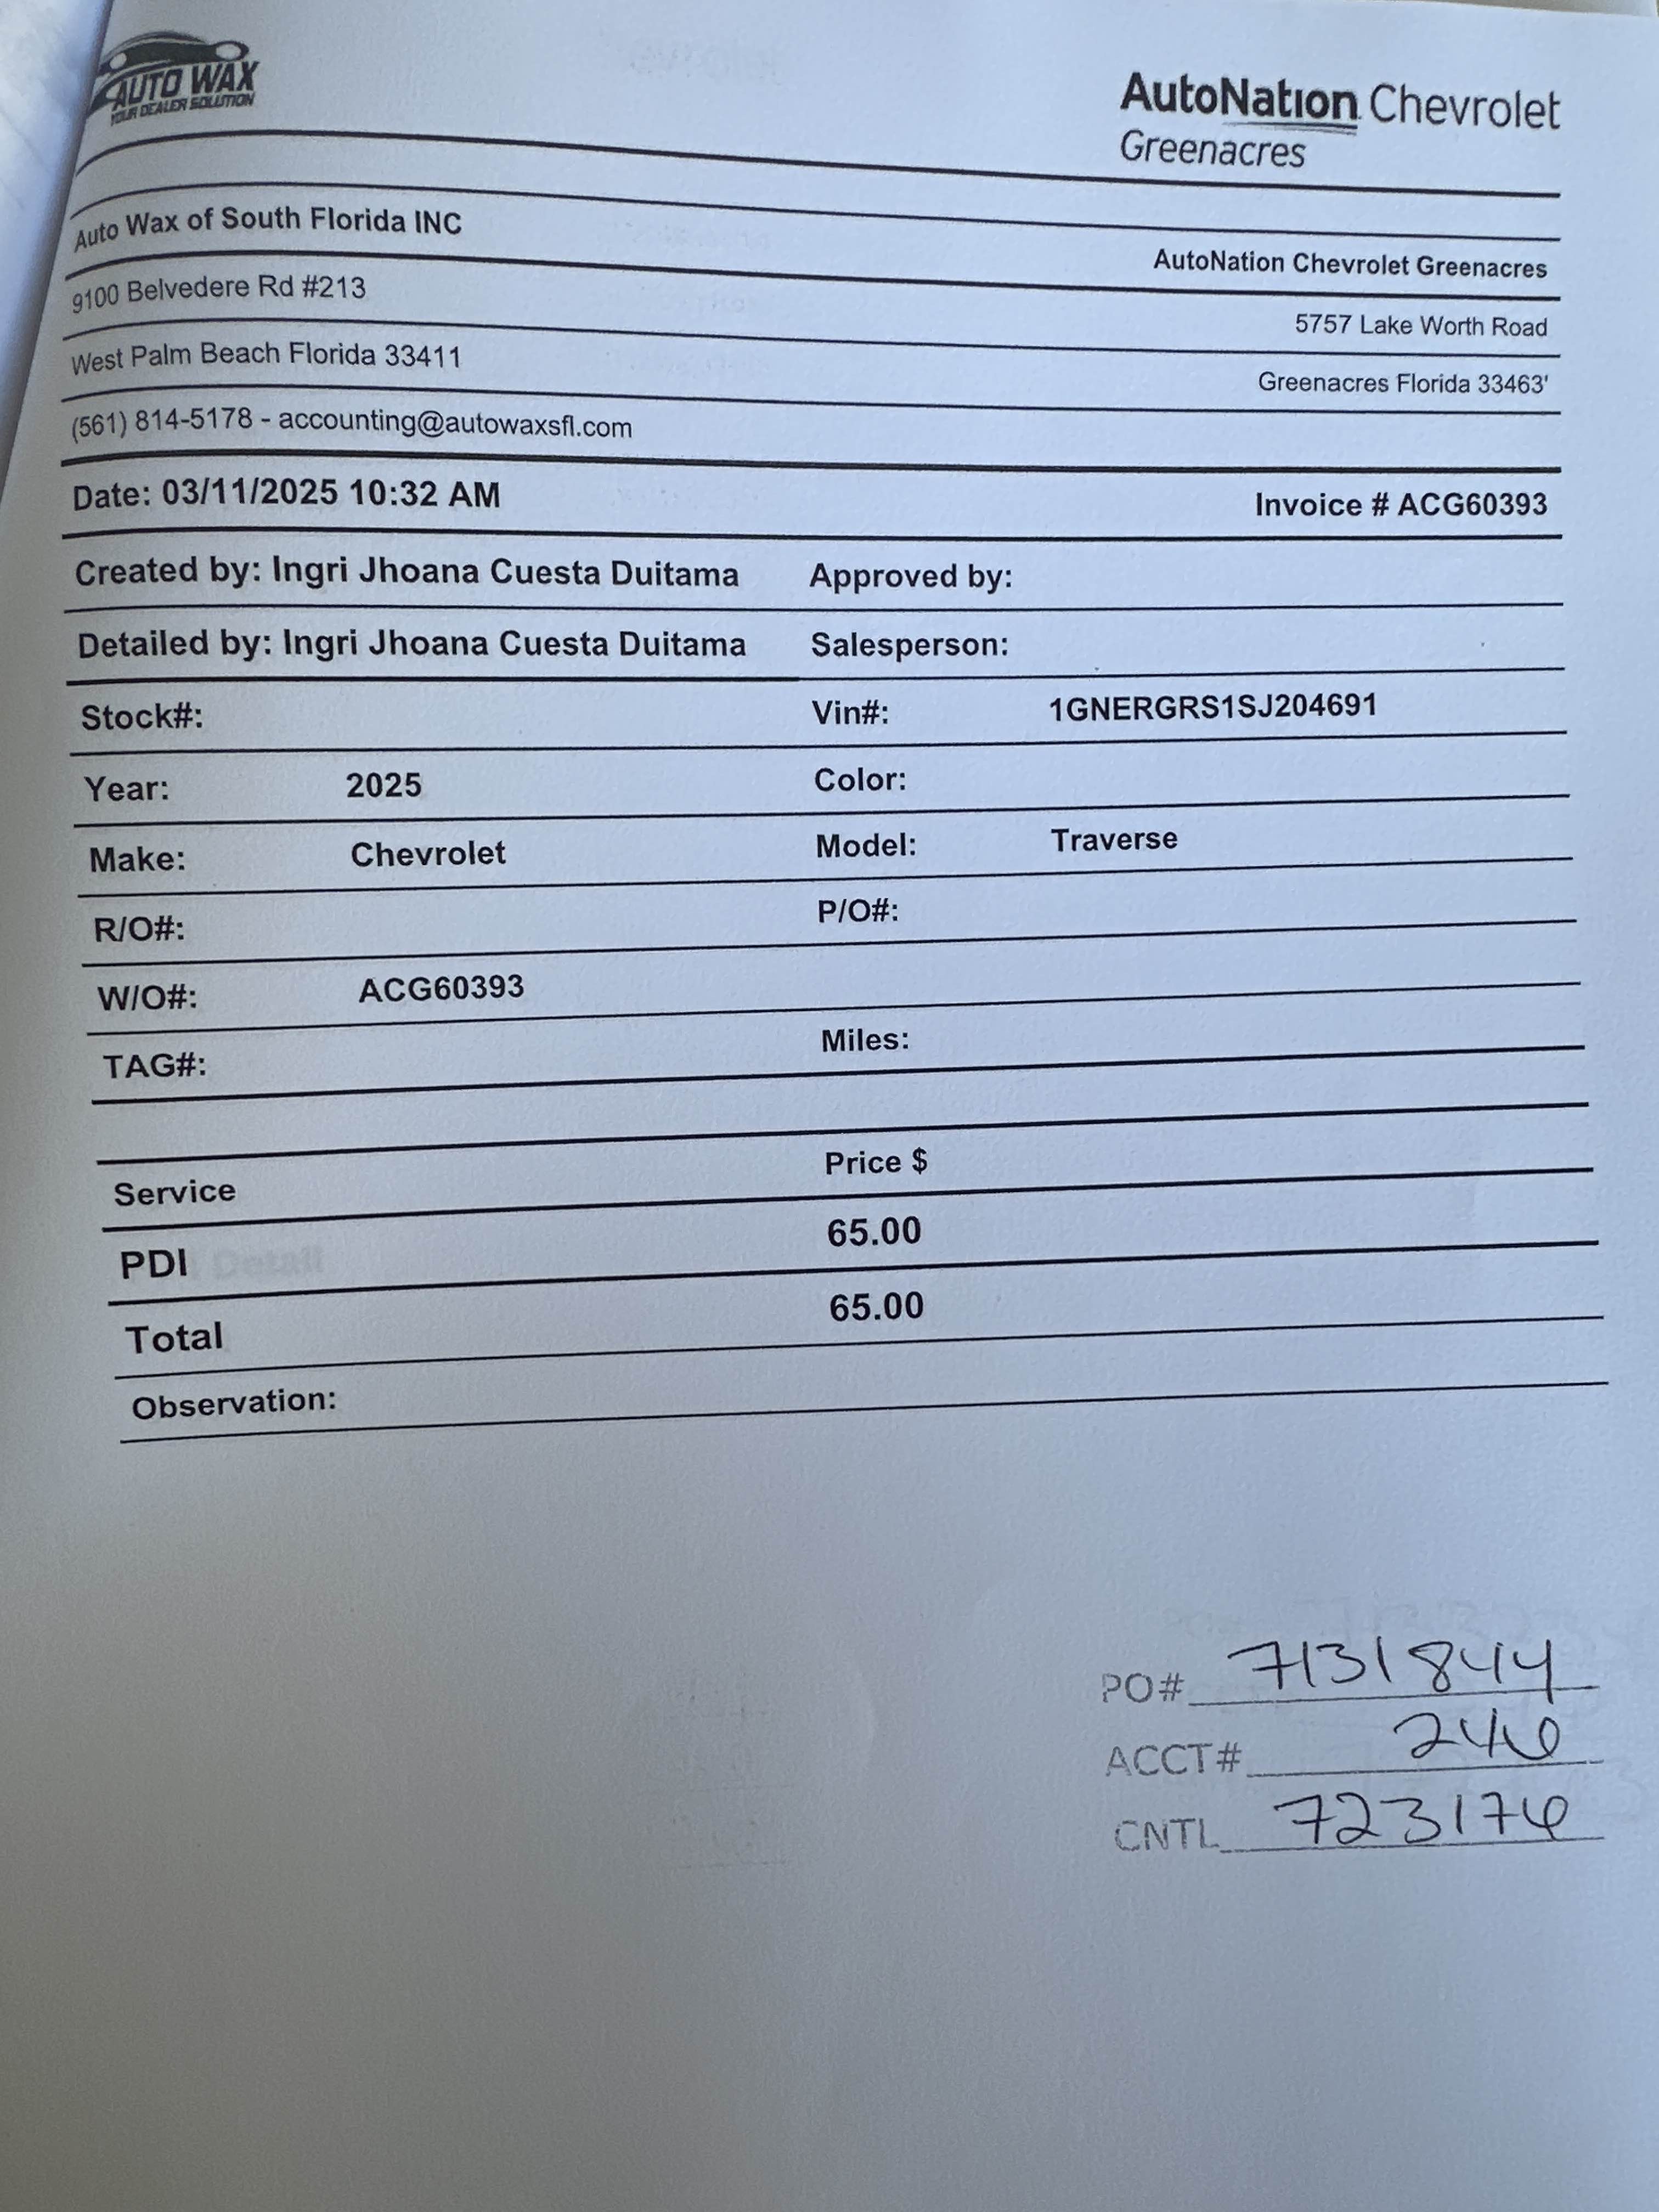 AUTO WAX
YOUR DEALER SOLUTION
AutoNation Chevrolet
Greenacres
Auto Wax of South Florida INC
AutoNation Chevrolet Greenacres
9100 Belvedere Rd #213
5757 Lake Worth Road
West Palm Beach Florida 33411
Greenacres Florida 33463'
(561) 814-5178 - accounting@autowaxsfl.com
Date: 03/11/2025 10:32 AM Invoice # ACG60393
Created by: Ingri Jhoana Cuesta Duitama Approved by:
Detailed by: Ingri Jhoana Cuesta Duitama Salesperson:
Stock#: Vin#: 1GNERGRS1SJ204691
Year: 2025 Color:
Make: Chevrolet Model: Traverse
R/O#: P/O#:
W/O#: ACG60393
TAG#: Miles:
Service Price $
PDI 65.00
Total 65.00
Observation:
PO# 7131844
ACCT# 246
CNTL 723176